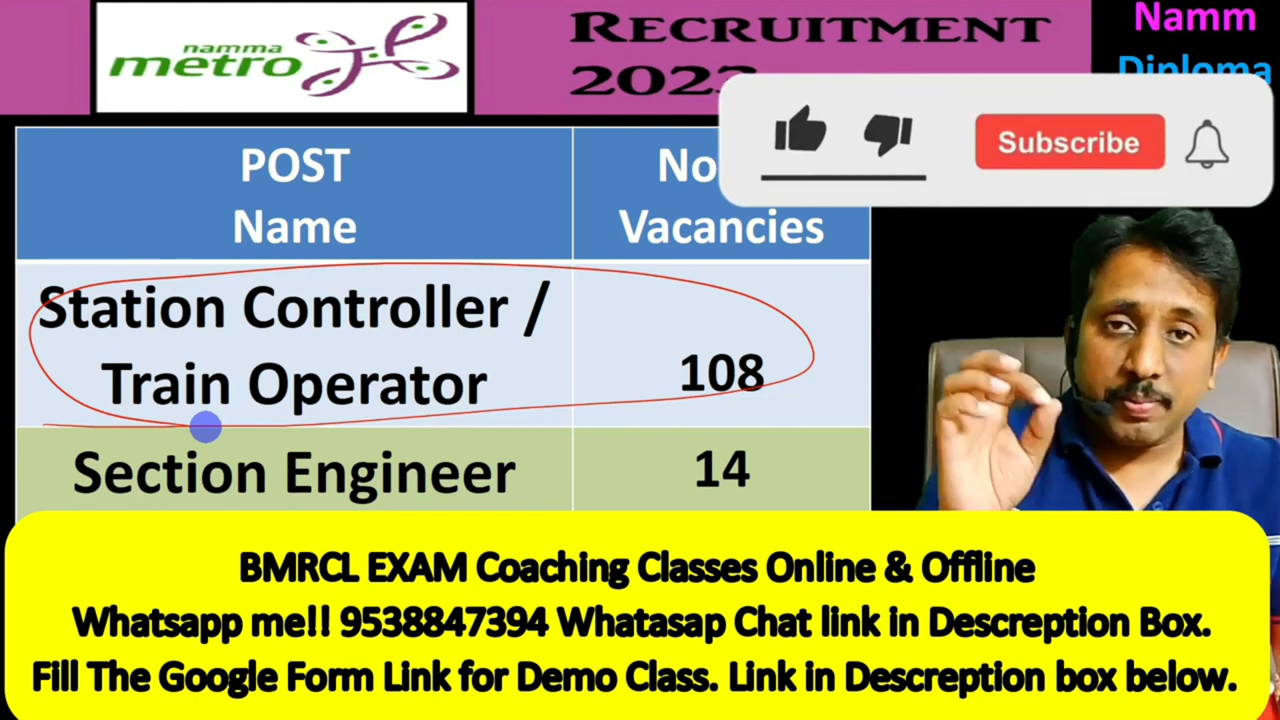 namma
metro
RECRUITMENT
2023
Namm
Diploma
Subscribe
POST
Name
No
Vacancies
Station Controller /
Train Operator
108
Section Engineer
14
BMRCL EXAM Coaching Classes Online & Offline
Whatsapp me!! 9538847394 Whatasap Chat link in Descreption Box.
Fill The Google Form Link for Demo Class. Link in Descreption box below.